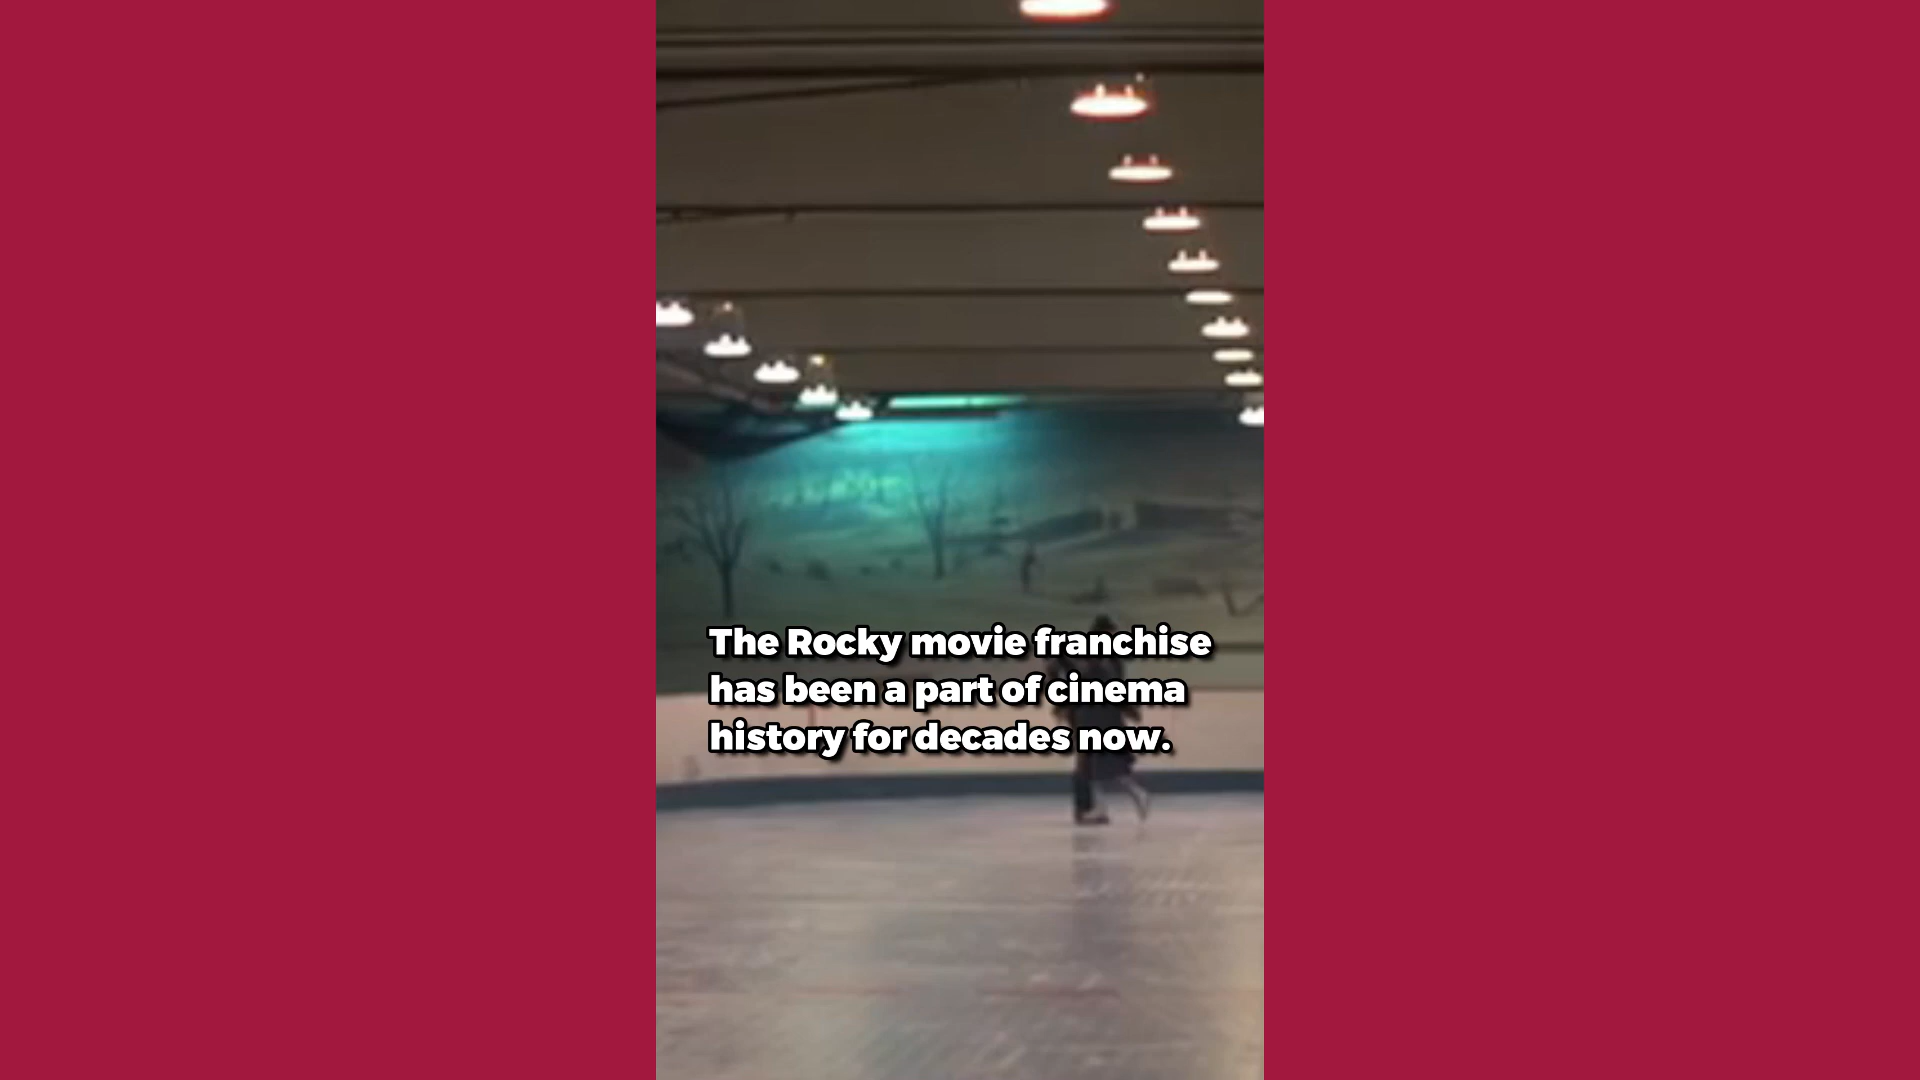 The Rocky movie franchise
has been a part of cinema
history for decades now.